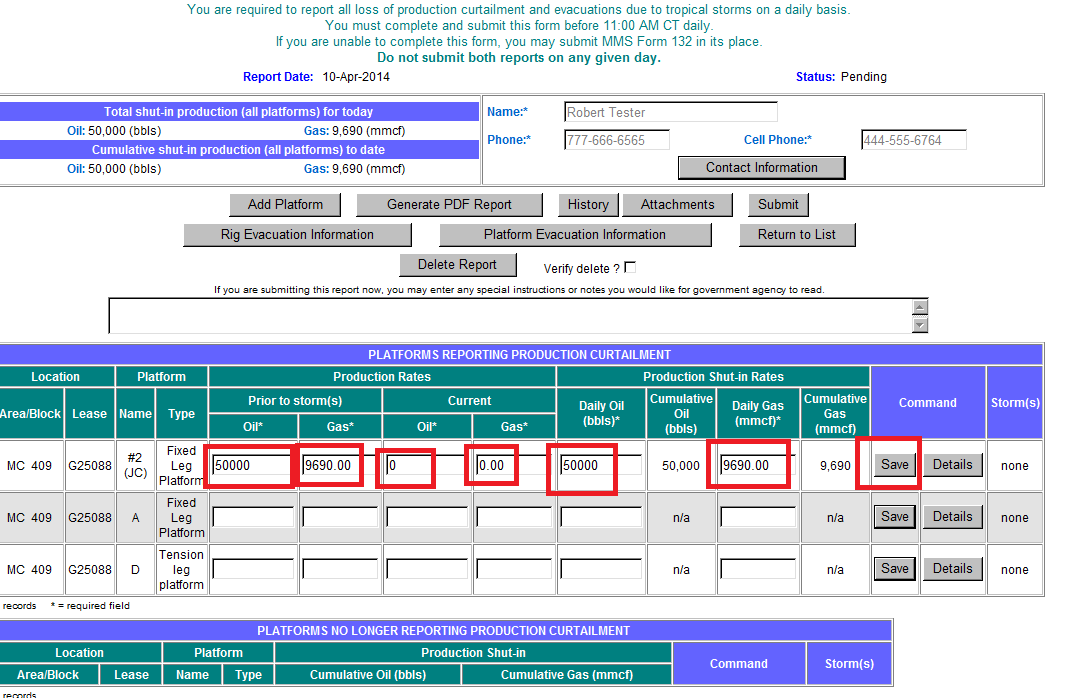 You are required to report all loss of production curtailment and evacuations due to tropical storms on a daily basis.
You must complete and submit this form before 11:00 AM CT daily.
If you are unable to complete this form, you may submit MMS Form 132 in its place.
Do not submit both reports on any given day.
Report Date: 10-Apr-2014 Status: Pending
Total shut-in production (all platforms) for today
Oil: 50,000 (bbls) Gas: 9,690 (mmcf)
Cumulative shut-in production (all platforms) to date
Oil: 50,000 (bbls) Gas: 9,690 (mmcf)
Name:* Robert Tester
Phone:* 777-666-6565 Cell Phone:* 444-555-6764
Contact Information
Add Platform Generate PDF Report History Attachments Submit
Rig Evacuation Information Platform Evacuation Information Return to List
Delete Report Verify delete ?
If you are submitting this report now, you may enter any special instructions or notes you would like for government agency to read.
PLATFORMS REPORTING PRODUCTION CURTAILMENT
Location Platform Production Rates Production Shut-in Rates Command Storm(s)
Area/Block Lease Name Type Prior to storm(s) Current Daily Oil (bbls)* Cumulative Oil (bbls) Daily Gas (mmcf)* Cumulative Gas (mmcf)
Oil* Gas* Oil* Gas*
MC 409 G25088 #2 (JC) Fixed Leg Platform 50000 9690.00 0 0.00 50000 50,000 9690.00 9,690 Save Details none
MC 409 G25088 A Fixed Leg Platform n/a n/a Save Details none
MC 409 G25088 D Tension leg platform n/a n/a Save Details none
records * = required field
PLATFORMS NO LONGER REPORTING PRODUCTION CURTAILMENT
Location Platform Production Shut-in Command Storm(s)
Area/Block Lease Name Type Cumulative Oil (bbls) Cumulative Gas (mmcf)
records